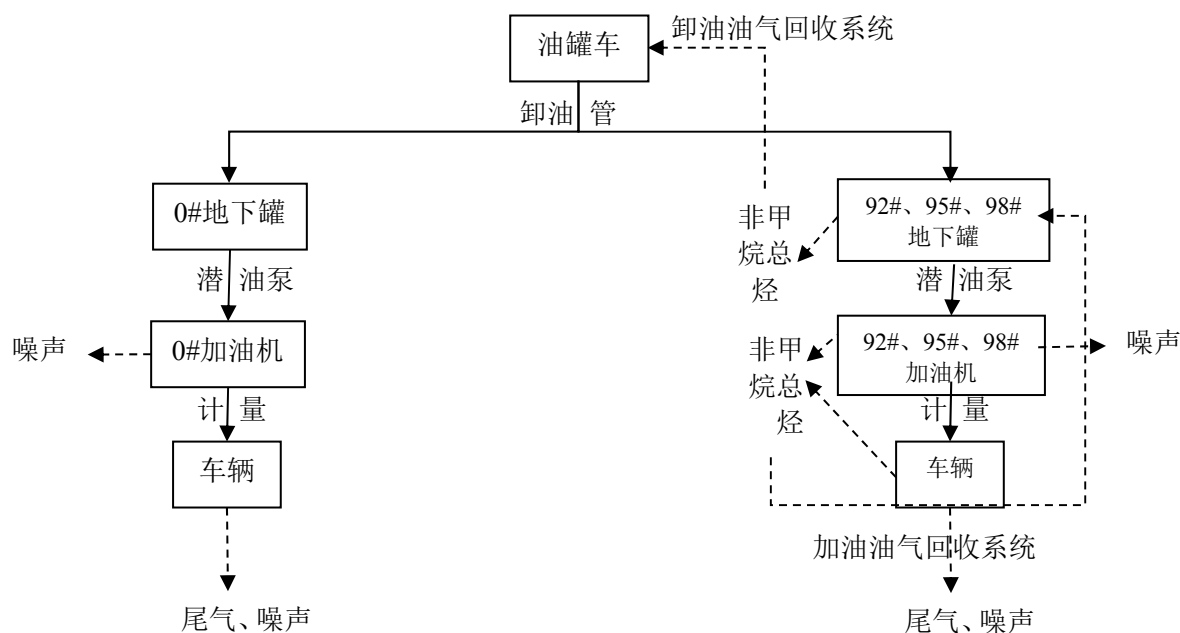 卸油油气回收系统
油罐车
卸油 管
0#地下罐
92#、95#、98#
地下罐
非甲
烷总
烃
潜 油泵
潜 油泵
噪声
0#加油机
非甲
烷总
烃
92#、95#、98#
加油机
噪声
计 量
计 量
车辆
车辆
加油油气回收系统
尾气、噪声
尾气、噪声